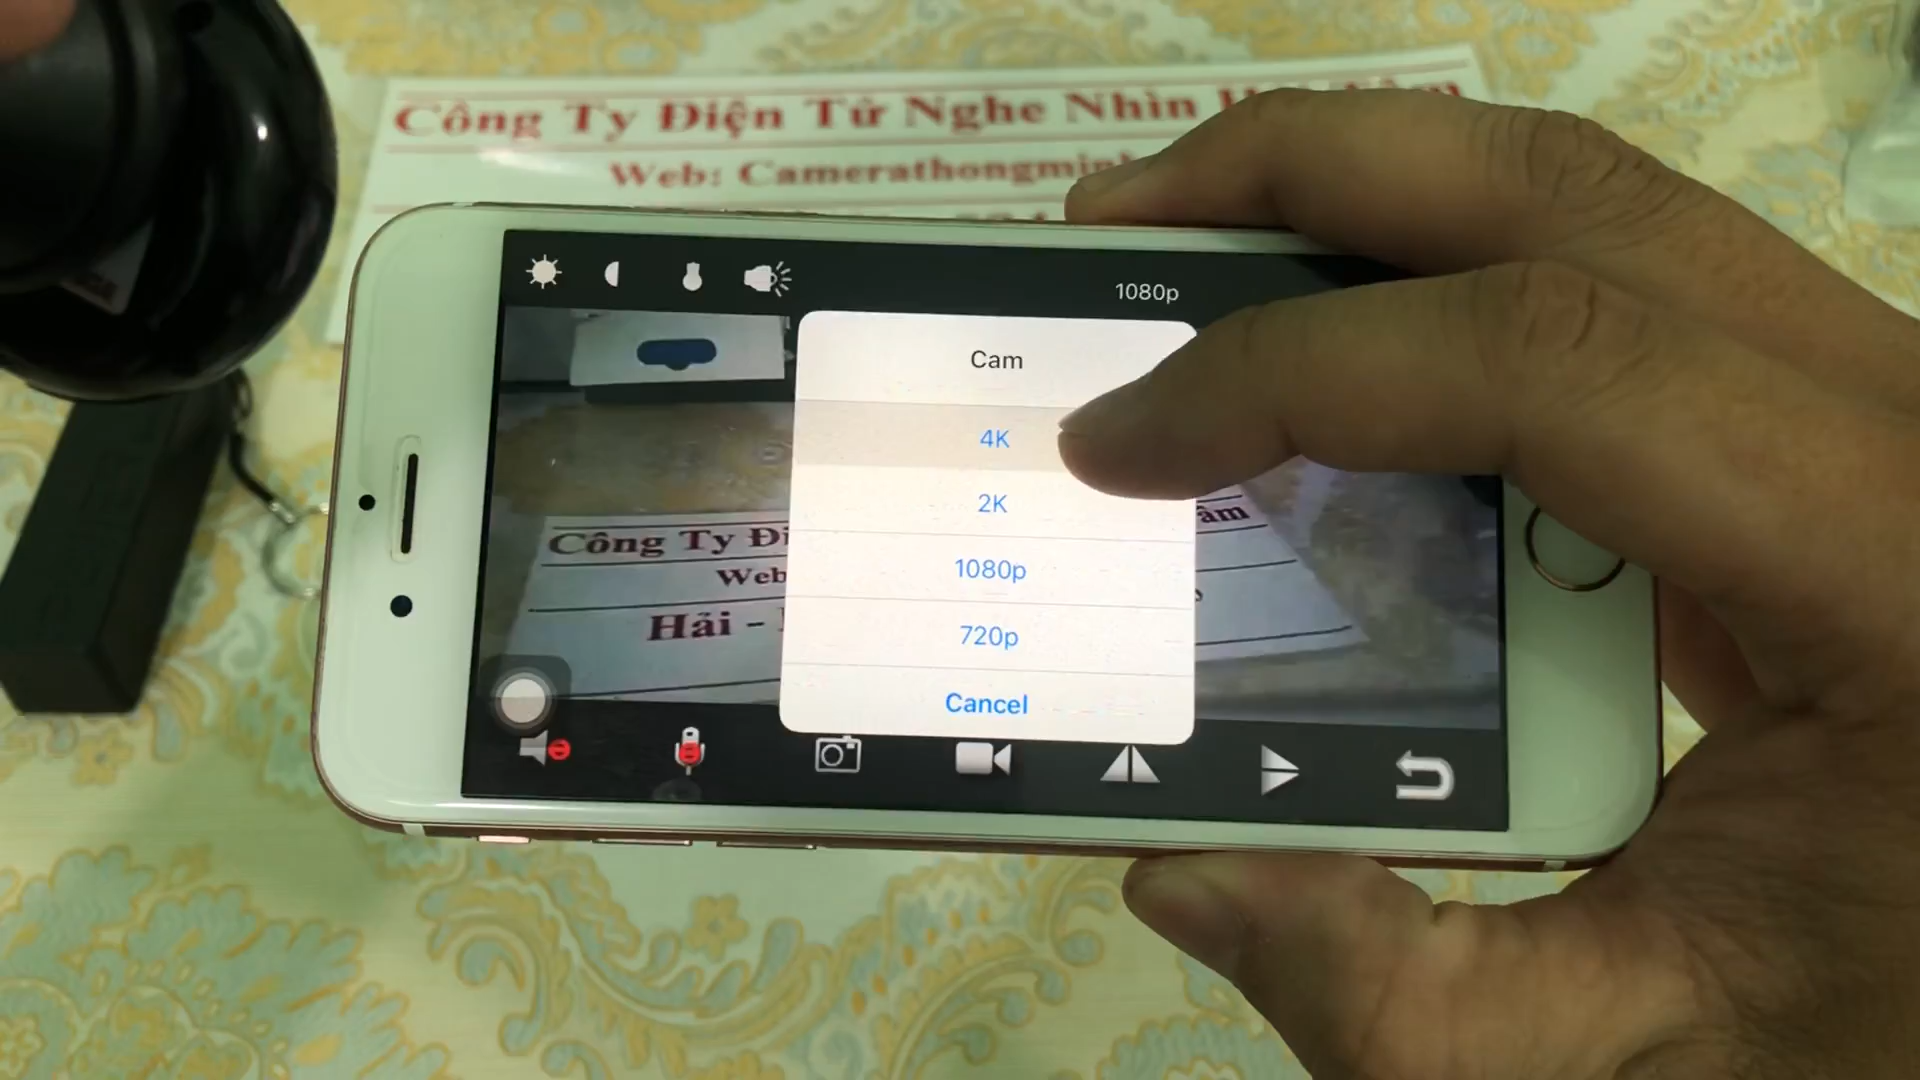 Công Ty Điện Tử Nghe Nhìn
Web: Camerathongminh
1080p
Cam
4K
2K
1080p
720p
Cancel
Công Ty Đi
âm
Web
Hải -